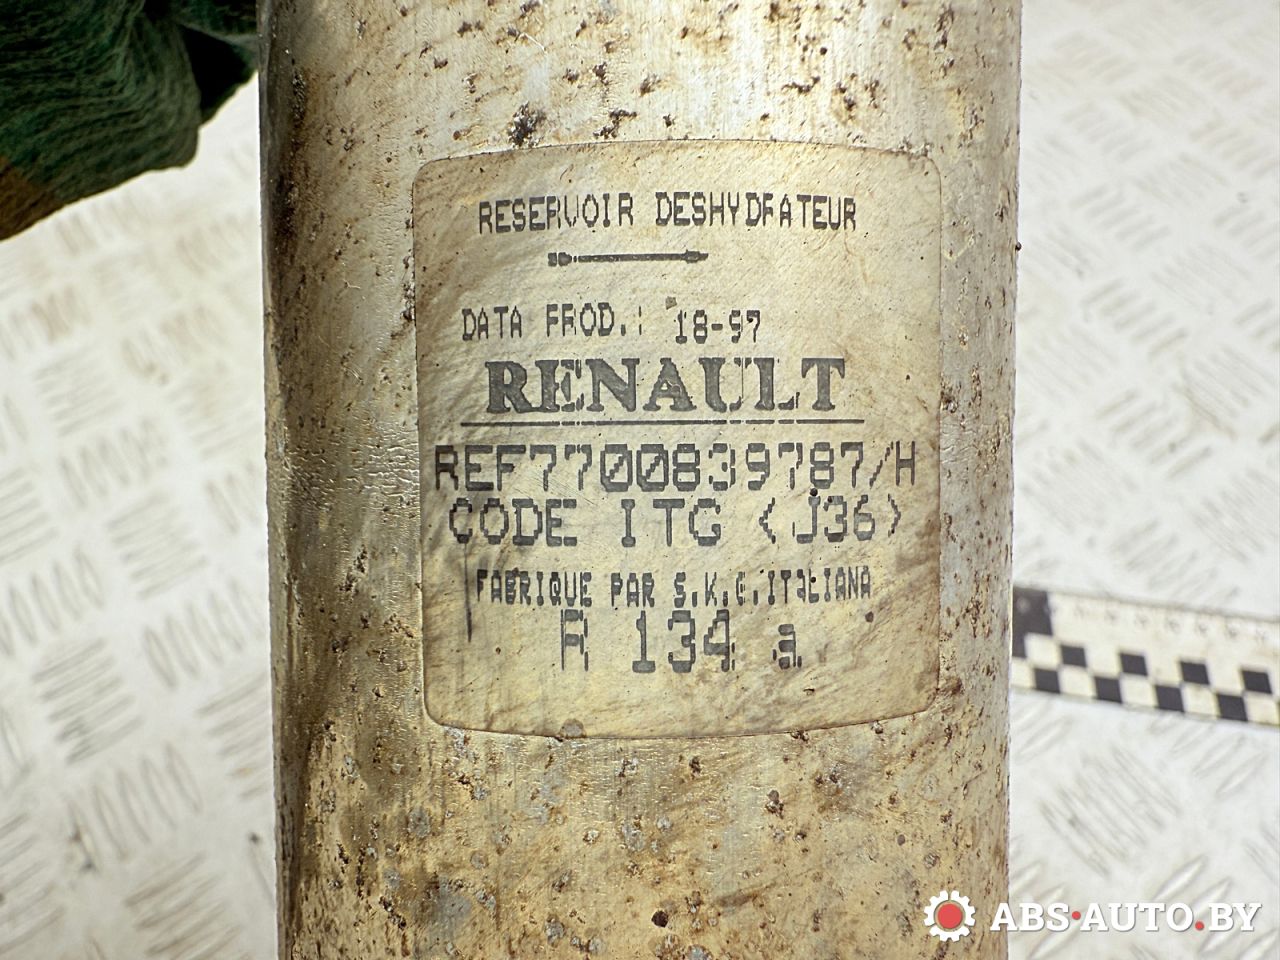 RESERVOIR DESHYDRATEUR
DATA PROD.: 18-97
RENAULT
REF7700839787/H
CODE ITG <J36>
FABRIQUE PAR S.K.G.ITALIANA
R 134 a
ABS-AUTO.BY